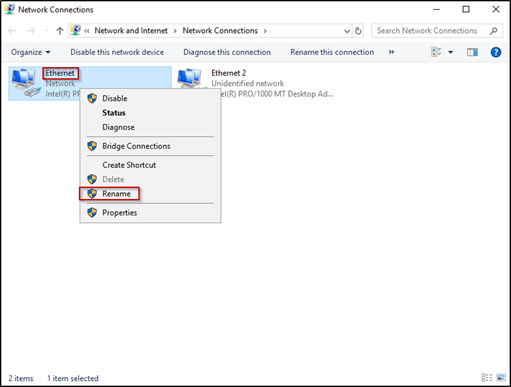 Network Connections
« Network and Internet > Network Connections >
Search Network Connections
Organize Disable this network device Diagnose this connection Rename this connection »
Ethernet
Network
Intel(R)
Ethernet 2
Unidentified network
Intel(R) PRO/1000 MT Desktop Ad...
Disable
Status
Diagnose
Bridge Connections
Create Shortcut
Delete
Rename
Properties
2 items 1 item selected